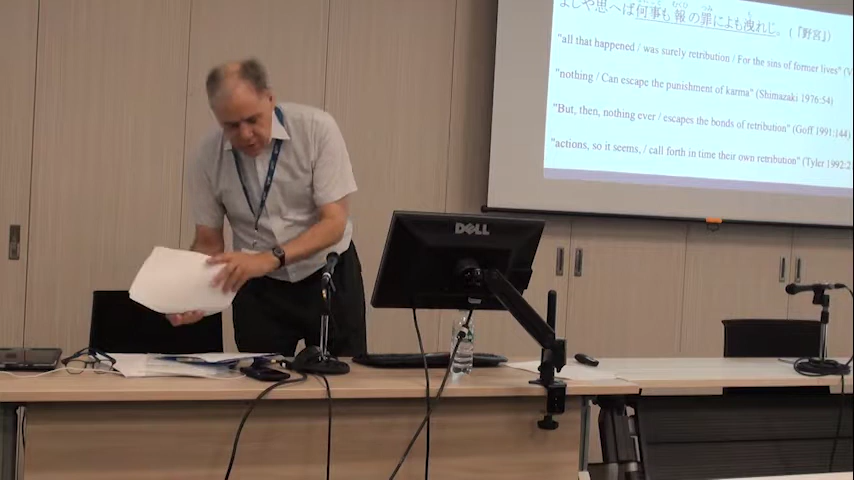 よしや思へば何事も報の罪によも洩れじ。(『野宮』)
"all that happened / was surely retribution / For the sins of former lives" (V
"nothing / Can escape the punishment of karma" (Shimazaki 1976:54)
"But, then, nothing ever / escapes the bonds of retribution" (Goff 1991:144)
"actions, so it seems, / call forth in time their own retribution" (Tyler 1992:2
DELL